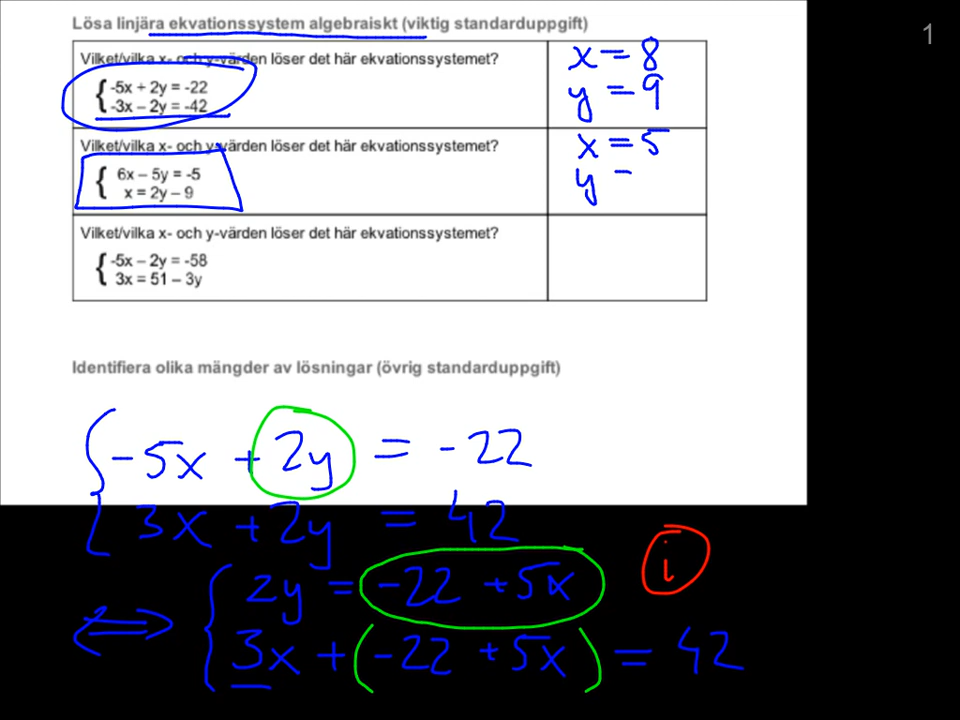 1
Lösa linjära ekvationssystem algebraiskt (viktig standarduppgift)
Vilket/vilka x- och y-värden löser det här ekvationssystemet?
-5x + 2y = -22
-3x – 2y = -42
x = 8
y = 9
Vilket/vilka x- och y-värden löser det här ekvationssystemet?
6x – 5y = -5
x = 2y – 9
x = 5
y =
Vilket/vilka x- och y-värden löser det här ekvationssystemet?
-5x – 2y = -58
3x = 51 – 3y
Identifiera olika mängder av lösningar (övrig standarduppgift)
-5x + 2y = -22
3x + 2y = 42
i
⟺ 2y = -22 + 5x
3x + (-22 + 5x) = 42